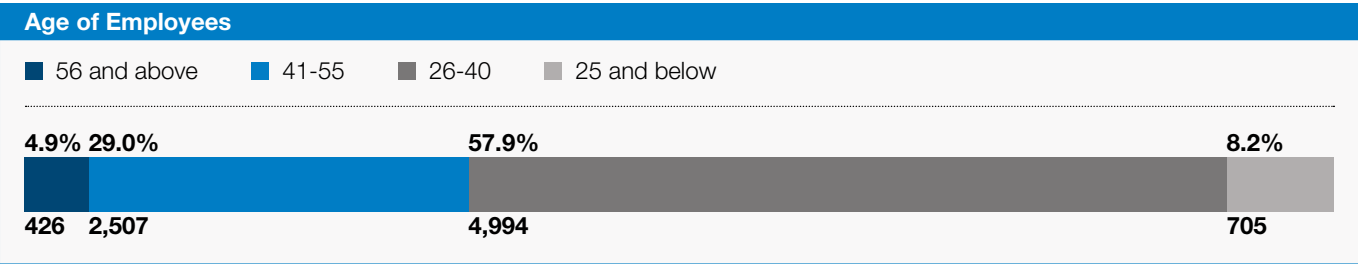 Age of Employees
56 and above 41-55 26-40 25 and below
4.9% 29.0% 57.9% 8.2%
426 2,507 4,994 705